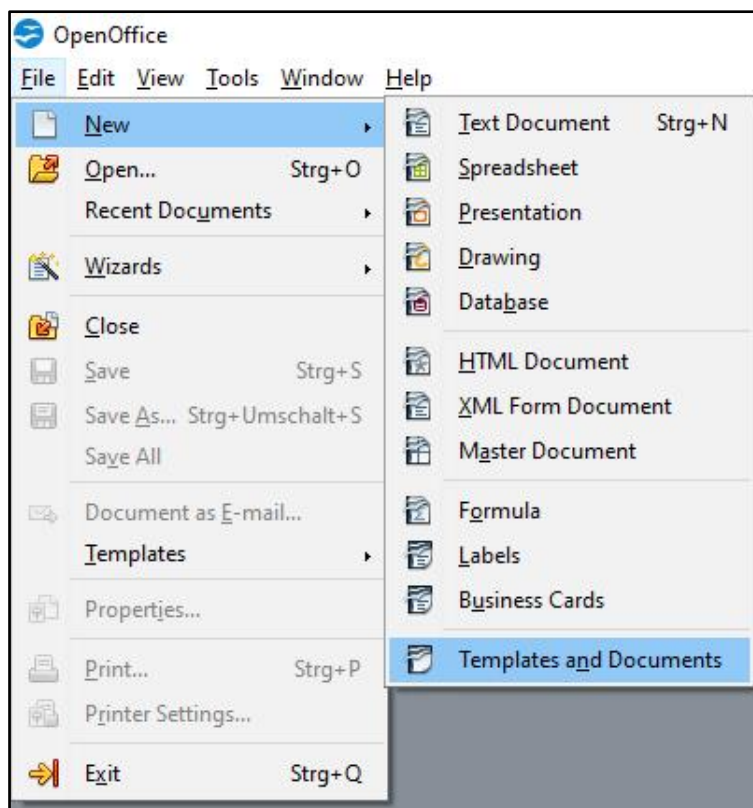 OpenOffice
File Edit View Tools Window Help
New
Open... Strg+O
Recent Documents
Wizards
Close
Save Strg+S
Save As... Strg+Umschalt+S
Save All
Document as E-mail...
Templates
Properties...
Print... Strg+P
Printer Settings...
Exit Strg+Q
Text Document Strg+N
Spreadsheet
Presentation
Drawing
Database
HTML Document
XML Form Document
Master Document
Formula
Labels
Business Cards
Templates and Documents